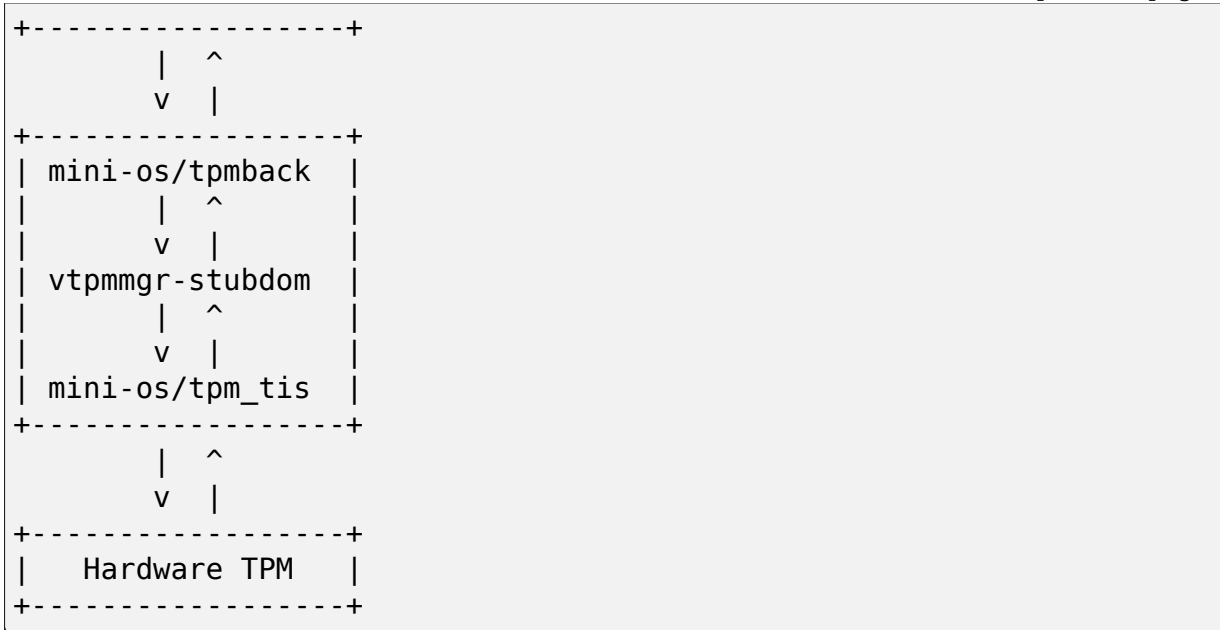 +------------------+
        |  ^
        v  |
+------------------+
| mini-os/tpmback  |
|       |  ^       |
|       v  |       |
| vtpmmgr-stubdom  |
|       |  ^       |
|       v  |       |
| mini-os/tpm_tis  |
+------------------+
        |  ^
        v  |
+------------------+
|   Hardware TPM   |
+------------------+